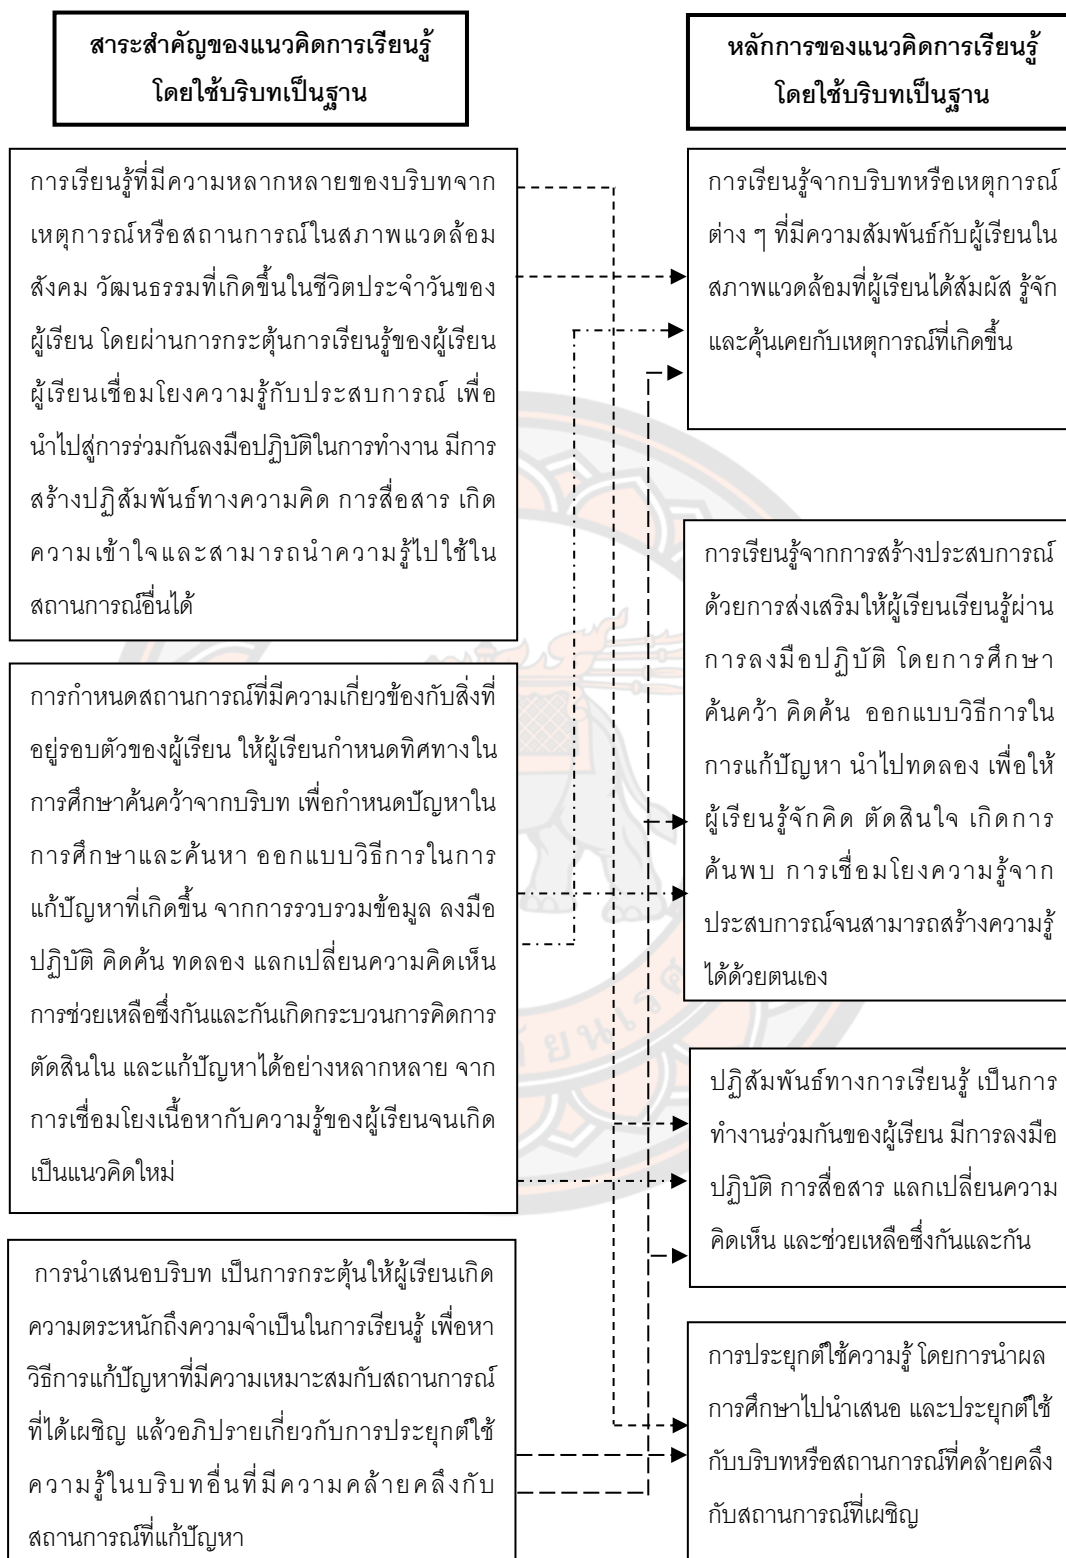 สาระสำคัญของแนวคิดการเรียนรู้
โดยใช้บริบทเป็นฐาน
การเรียนรู้ที่มีความหลากหลายของบริบทจาก
เหตุการณ์หรือสถานการณ์ในสภาพแวดล้อม
สังคม วัฒนธรรมที่เกิดขึ้นในชีวิตประจำวันของ
ผู้เรียน โดยผ่านการกระตุ้นการเรียนรู้ของผู้เรียน
ผู้เรียนเชื่อมโยงความรู้กับประสบการณ์ เพื่อ
นำไปสู่การร่วมกันลงมือปฏิบัติในการทำงาน มีการ
สร้างปฏิสัมพันธ์ทางความคิด การสื่อสาร เกิด
ความเข้าใจและสามารถนำความรู้ไปใช้ใน
สถานการณ์อื่นได้
การกำหนดสถานการณ์ที่มีความเกี่ยวข้องกับสิ่งที่
อยู่รอบตัวของผู้เรียน ให้ผู้เรียนกำหนดทิศทางใน
การศึกษาค้นคว้าจากบริบท เพื่อกำหนดปัญหาใน
การศึกษาและค้นหา ออกแบบวิธีการในการ
แก้ปัญหาที่เกิดขึ้น จากการรวบรวมข้อมูล ลงมือ
ปฏิบัติ คิดค้น ทดลอง แลกเปลี่ยนความคิดเห็น
การช่วยเหลือซึ่งกันและกันเกิดกระบวนการคิดการ
ตัดสินใน และแก้ปัญหาได้อย่างหลากหลาย จาก
การเชื่อมโยงเนื้อหากับความรู้ของผู้เรียนจนเกิด
เป็นแนวคิดใหม่
การนำเสนอบริบท เป็นการกระตุ้นให้ผู้เรียนเกิด
ความตระหนักถึงความจำเป็นในการเรียนรู้ เพื่อหา
วิธีการแก้ปัญหาที่มีความเหมาะสมกับสถานการณ์
ที่ได้เผชิญ แล้วอภิปรายเกี่ยวกับการประยุกต์ใช้
ความรู้ในบริบทอื่นที่มีความคล้ายคลึงกับ
สถานการณ์ที่แก้ปัญหา
หลักการของแนวคิดการเรียนรู้
โดยใช้บริบทเป็นฐาน
การเรียนรู้จากบริบทหรือเหตุการณ์
ต่าง ๆ ที่มีความสัมพันธ์กับผู้เรียนใน
สภาพแวดล้อมที่ผู้เรียนได้สัมผัส รู้จัก
และคุ้นเคยกับเหตุการณ์ที่เกิดขึ้น
การเรียนรู้จากการสร้างประสบการณ์
ด้วยการส่งเสริมให้ผู้เรียนเรียนรู้ผ่าน
การลงมือปฏิบัติ โดยการศึกษา
ค้นคว้า คิดค้น ออกแบบวิธีการใน
การแก้ปัญหา นำไปทดลอง เพื่อให้
ผู้เรียนรู้จักคิด ตัดสินใจ เกิดการ
ค้นพบ การเชื่อมโยงความรู้จาก
ประสบการณ์จนสามารถสร้างความรู้
ได้ด้วยตนเอง
ปฏิสัมพันธ์ทางการเรียนรู้ เป็นการ
ทำงานร่วมกันของผู้เรียน มีการลงมือ
ปฏิบัติ การสื่อสาร แลกเปลี่ยนความ
คิดเห็น และช่วยเหลือซึ่งกันและกัน
การประยุกต์ใช้ความรู้ โดยการนำผล
การศึกษาไปนำเสนอ และประยุกต์ใช้
กับบริบทหรือสถานการณ์ที่คล้ายคลึง
กับสถานการณ์ที่เผชิญ